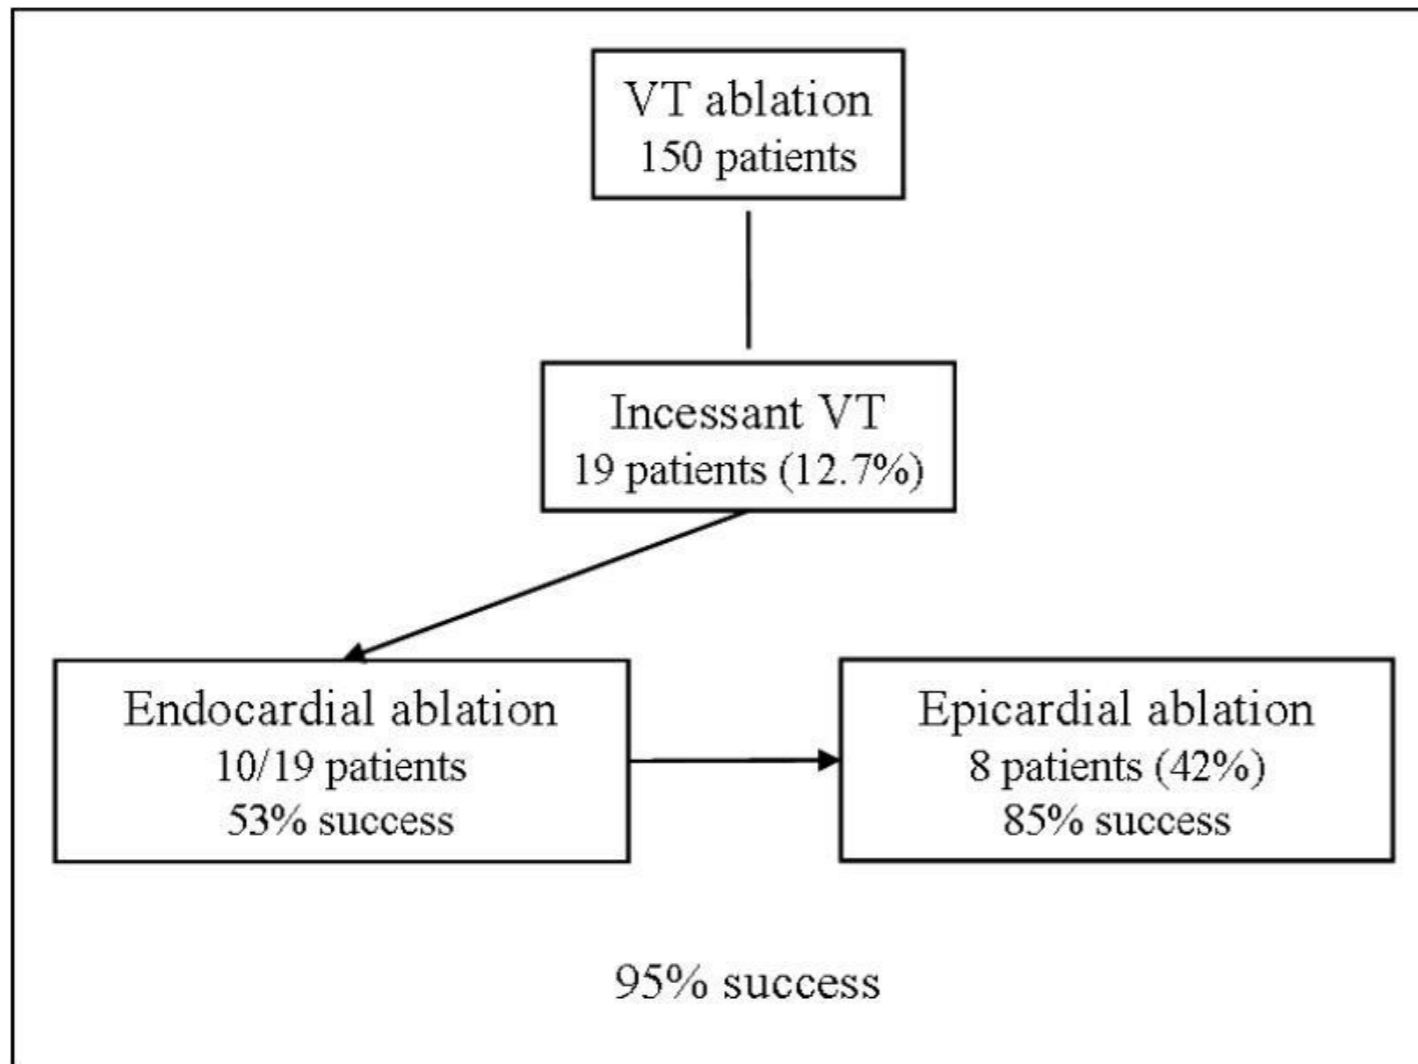 VT ablation
150 patients
Incessant VT
19 patients (12.7%)
Endocardial ablation
10/19 patients
53% success
Epicardial ablation
8 patients (42%)
85% success
95% success